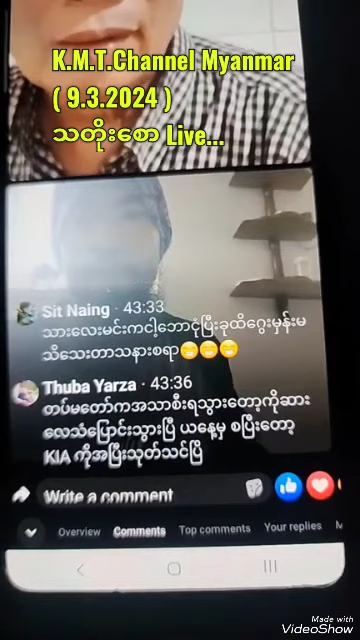 K.M.T.Channel Myanmar
( 9.3.2024 )
သတိုးစော Live...
Sit Naing · 43:33
သားလေးမင်းကငါ့ဘောငုံပြီးခုထိဂွေးမှန်းမ
သိသေးတာသနားစရာ😁😁😁
Thuba Yarza · 43:36
တပ်မတော်ကအသာစီးရသွားတော့ကိုဆား
လေသံပြောင်းသွားပြီ ယနေ့မှ စပြီးတော့
KIA ကိုအပြီးသုတ်သင်ပြီ
Write a comment
Overview Comments Top comments Your replies M
Made with
VideoShow